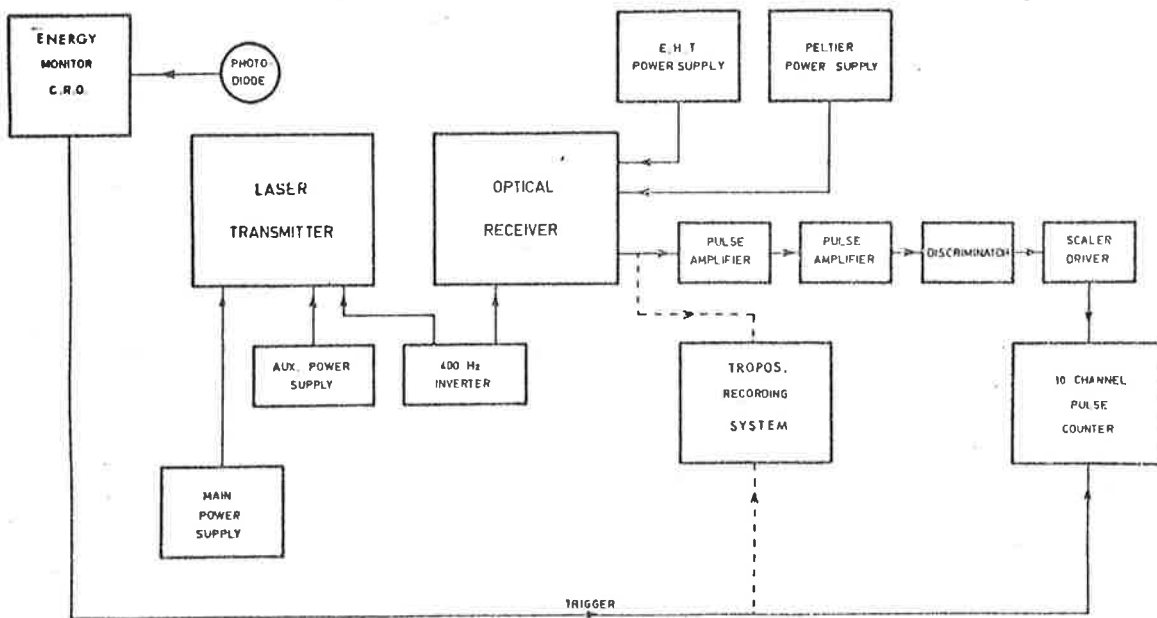 ENERGY
MONITOR
C.R.O.
PHOTO-
DIODE
E.H.T
POWER SUPPLY
PELTIER
POWER SUPPLY
LASER
TRANSMITTER
OPTICAL
RECEIVER
PULSE
AMPLIFIER
PULSE
AMPLIFIER
DISCRIMINATOR
SCALER
DRIVER
AUX. POWER
SUPPLY
400 Hz
INVERTER
TROPOS.
RECORDING
SYSTEM
10 CHANNEL
PULSE
COUNTER
MAIN
POWER
SUPPLY
TRIGGER